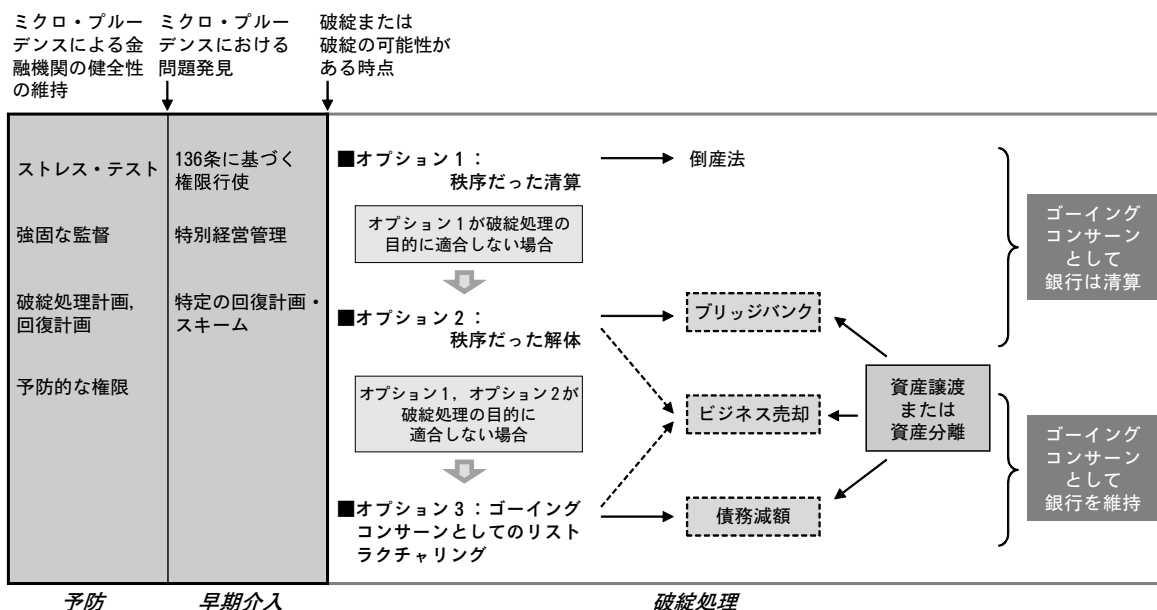 ミクロ・プルー
デンスによる金
融機関の健全性
の維持
ミクロ・プルー
デンスにおける
問題発見
破綻または
破綻の可能性が
ある時点
ストレス・テスト
強固な監督
破綻処理計画,
回復計画
予防的な権限
136条に基づく
権限行使
特別経営管理
特定の回復計画・
スキーム
■オプション1：
秩序だった清算
オプション1が破綻処理の
目的に適合しない場合
■オプション2：
秩序だった解体
オプション1，オプション2が
破綻処理の目的に
適合しない場合
■オプション3：ゴーイング
コンサーンとしてのリスト
ラクチャリング
倒産法
ブリッジバンク
ビジネス売却
債務減額
資産譲渡
または
資産分離
ゴーイング
コンサーン
として
銀行は清算
ゴーイング
コンサーン
として
銀行を維持
予防
早期介入
破綻処理